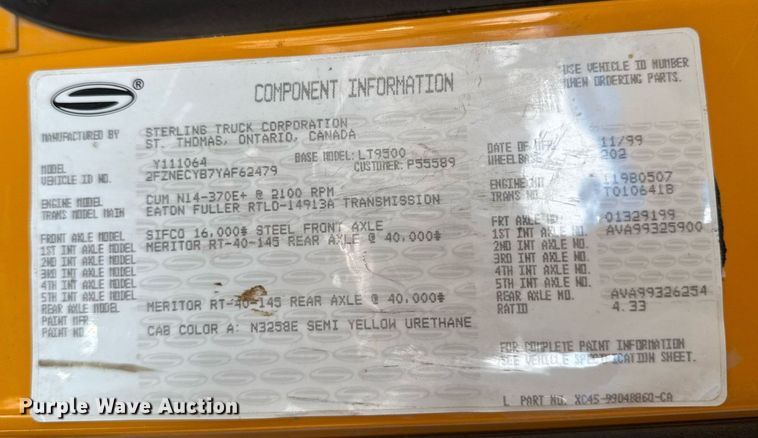 ®
COMPONENT INFORMATION
USE VEHICLE ID NUMBER
WHEN ORDERING PARTS.
MANUFACTURED BY STERLING TRUCK CORPORATION
ST. THOMAS, ONTARIO, CANADA
DATE OF MFR. 11/99
MODEL Y111064 BASE MODEL: LT9500 WHEELBASE 202
VEHICLE ID NO. 2FZNECYB7YAF62479 CUSTOMER: P55589
ENGINE NO. 11980507
ENGINE MODEL CUM N14-370E+ @ 2100 RPM TRANS NO. T0106418
TRANS MODEL MAIN EATON FULLER RTLO-14913A TRANSMISSION
FRT AXLE NO. 01329199
FRONT AXLE MODEL SIFCO 16,000# STEEL FRONT AXLE 1ST INT AXLE NO. AVA99325900
1ST INT AXLE MODEL MERITOR RT-40-145 REAR AXLE @ 40,000# 2ND INT AXLE NO.
2ND INT AXLE MODEL 3RD INT AXLE NO.
3RD INT AXLE MODEL 4TH INT AXLE NO.
4TH INT AXLE MODEL 5TH INT AXLE NO.
5TH INT AXLE MODEL REAR AXLE NO. AVA99326254
REAR AXLE MODEL MERITOR RT-40-145 REAR AXLE @ 40,000# RATIO 4.33
PAINT MFR.
PAINT NO. CAB COLOR A: N3258E SEMI YELLOW URETHANE
FOR COMPLETE PAINT INFORMATION
SEE VEHICLE SPECIFICATION SHEET.
L PART NO. XC45-9904886Q-CA
Purple Wave Auction